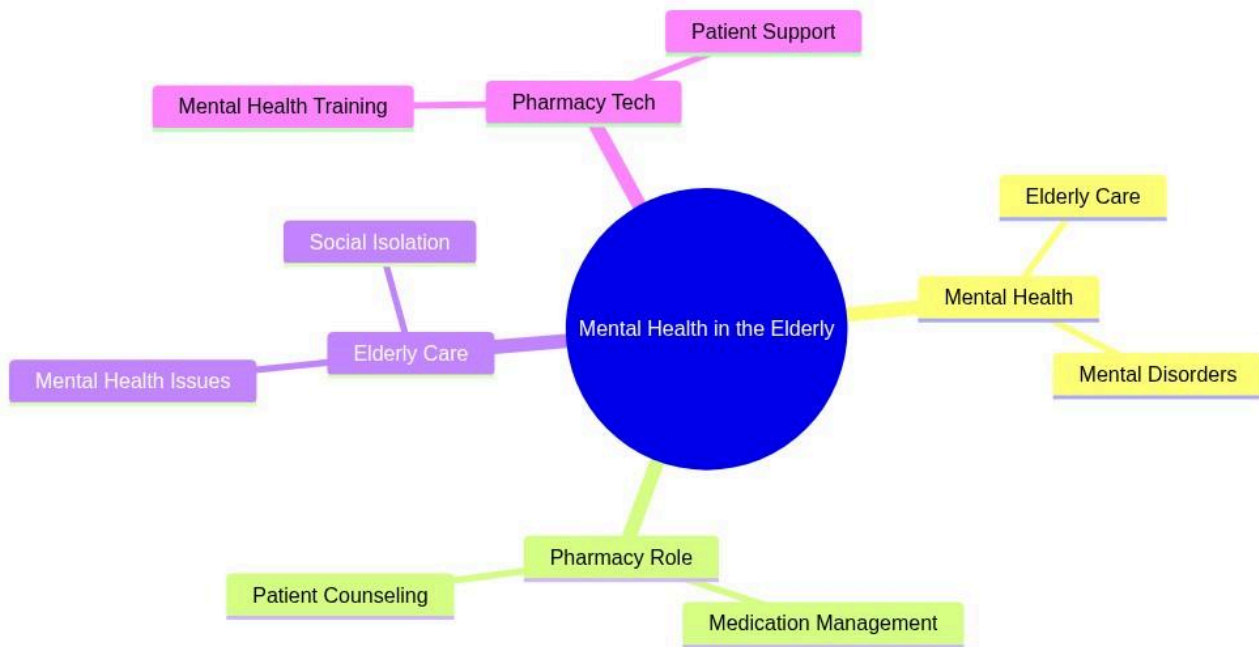 Patient Support
Mental Health Training
Pharmacy Tech
Elderly Care
Social Isolation
Mental Health
Mental Health in the Elderly
Elderly Care
Mental Health Issues
Mental Disorders
Pharmacy Role
Patient Counseling
Medication Management